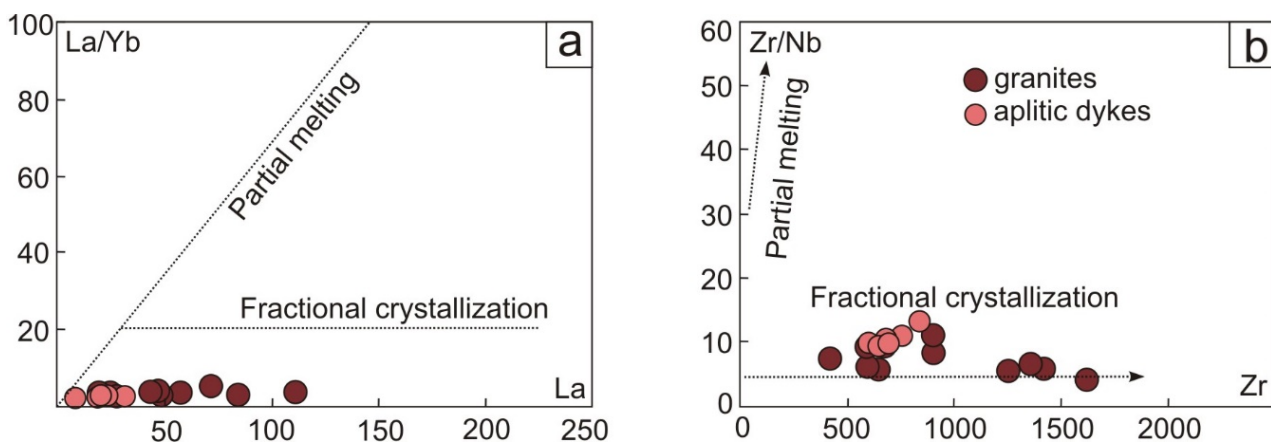 100
La/Yb
a
80
Partial melting
60
40
Fractional crystallization
20
La
0
50
100
150
200
250
60
Zr/Nb
b
50
granites
aplitic dykes
40
Partial melting
30
20
Fractional crystallization
10
Zr
0
0
500
1000
1500
2000